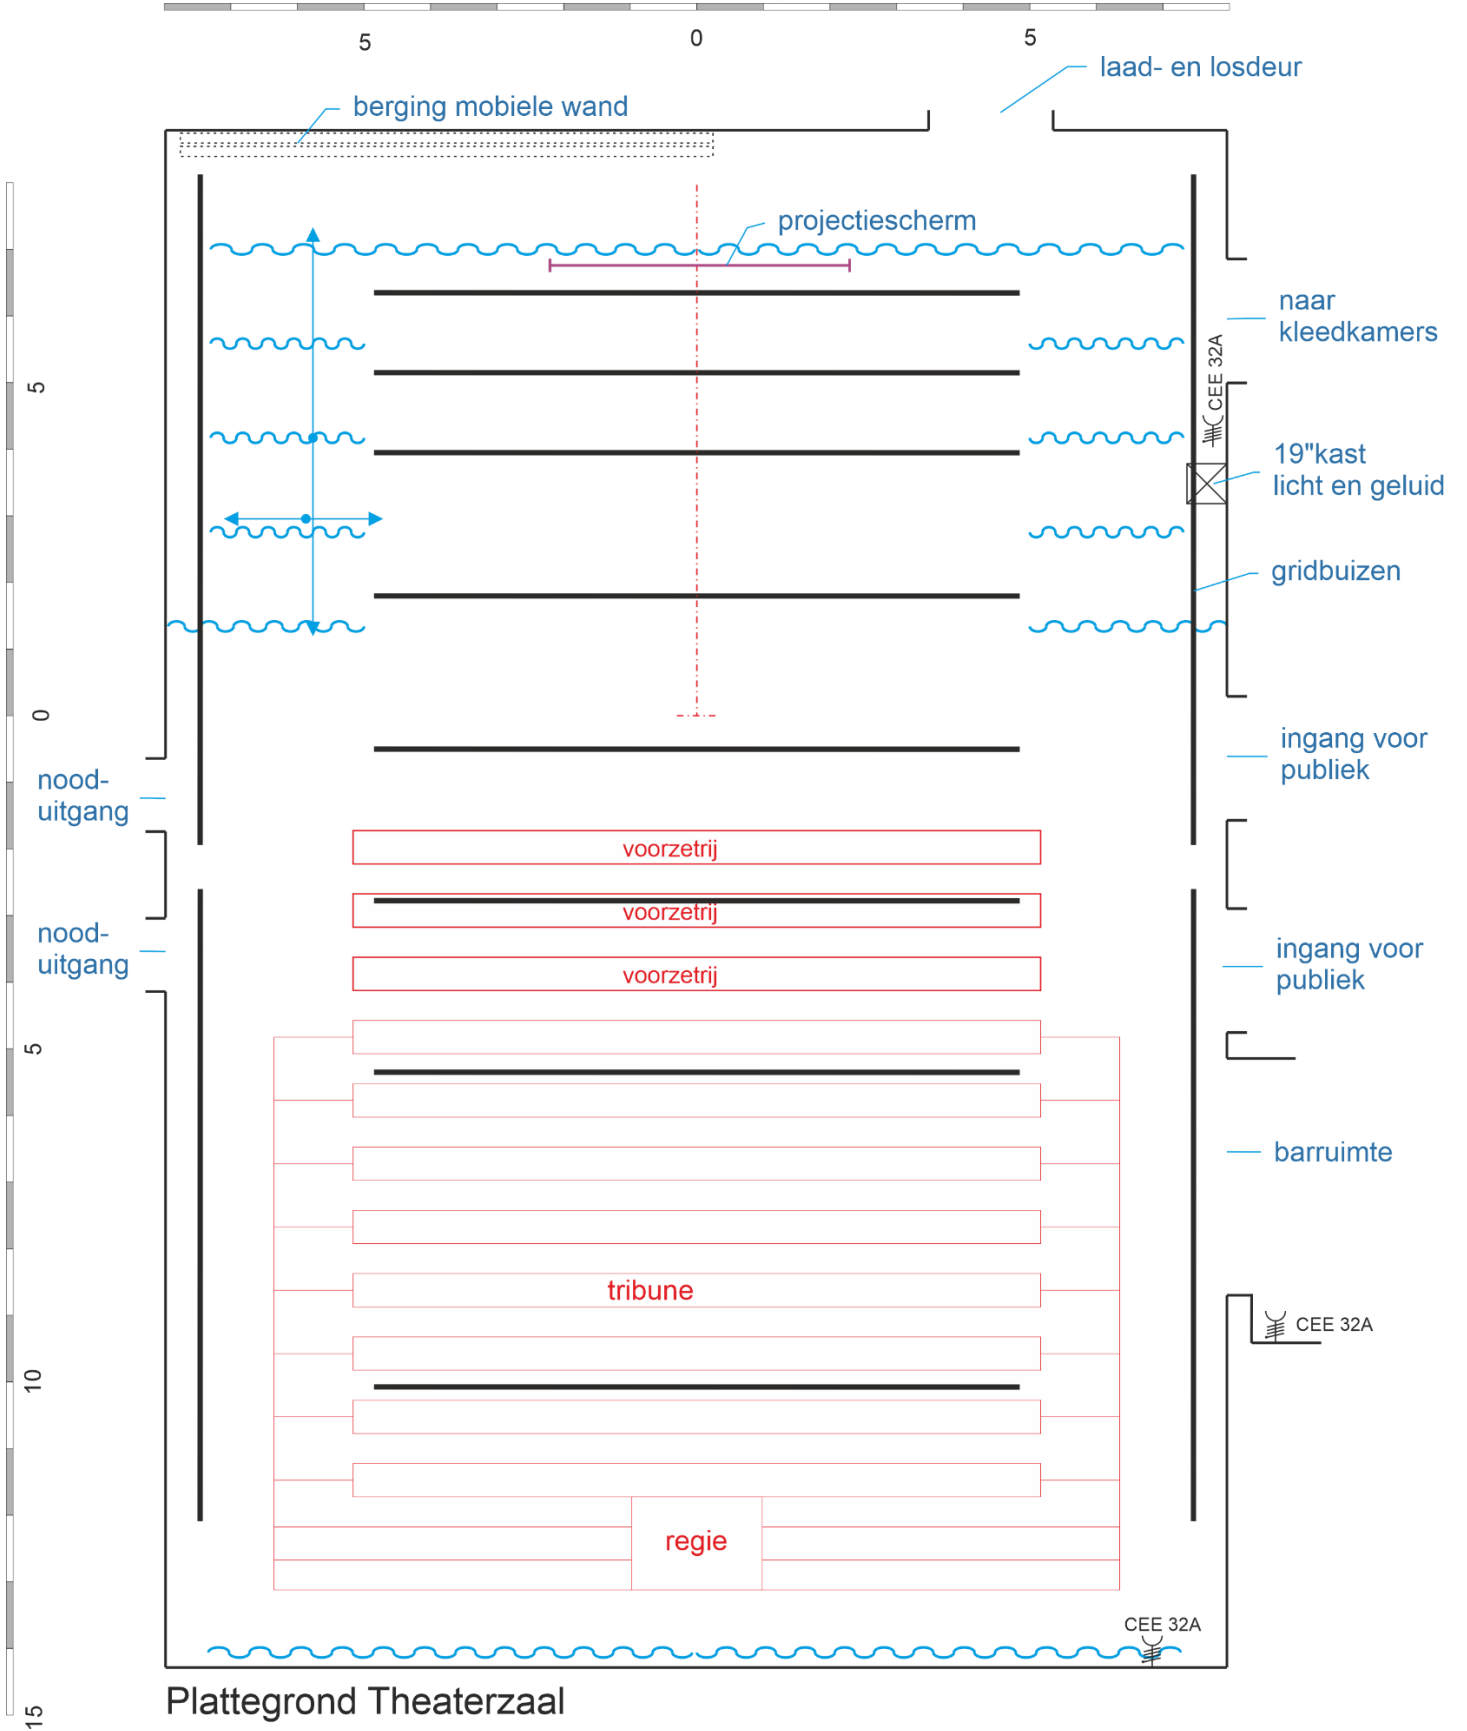 5
0
5
laad- en losdeur
berging mobiele wand
projectiescherm
naar
kleedkamers
CEE 32A
5
19"kast
licht en geluid
gridbuizen
0
ingang voor
publiek
nood-
uitgang
voorzetrij
voorzetrij
nood-
uitgang
ingang voor
publiek
voorzetrij
5
barruimte
tribune
CEE 32A
10
regie
CEE 32A
Plattegrond Theaterzaal
15